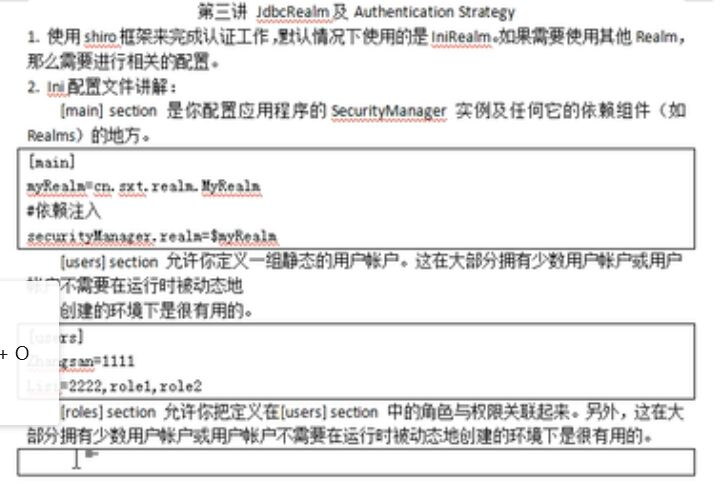 第三讲 JdbcRealm及 Authentication Strategy
1. 使用 shiro 框架来完成认证工作,默认情况下使用的是 IniRealm。如果需要使用其他 Realm,
那么需要进行相关的配置。
2. Ini 配置文件讲解：
[main] section 是你配置应用程序的 SecurityManager 实例及任何它的依赖组件（如
Realms）的地方。
[main]
myRealm=cn.sxt.realm.MyRealm
#依赖注入
securityManager.realm=$myRealm
[users] section 允许你定义一组静态的用户帐户。这在大部分拥有少数用户帐户或用户
帐户不需要在运行时被动态地
创建的环境下是很有用的。
[users]
+ O
Zhangsan=1111
Lisi=2222,role1,role2
[roles] section 允许你把定义在[users] section 中的角色与权限关联起来。另外，这在大
部分拥有少数用户帐户或用户帐户不需要在运行时被动态地创建的环境下是很有用的。